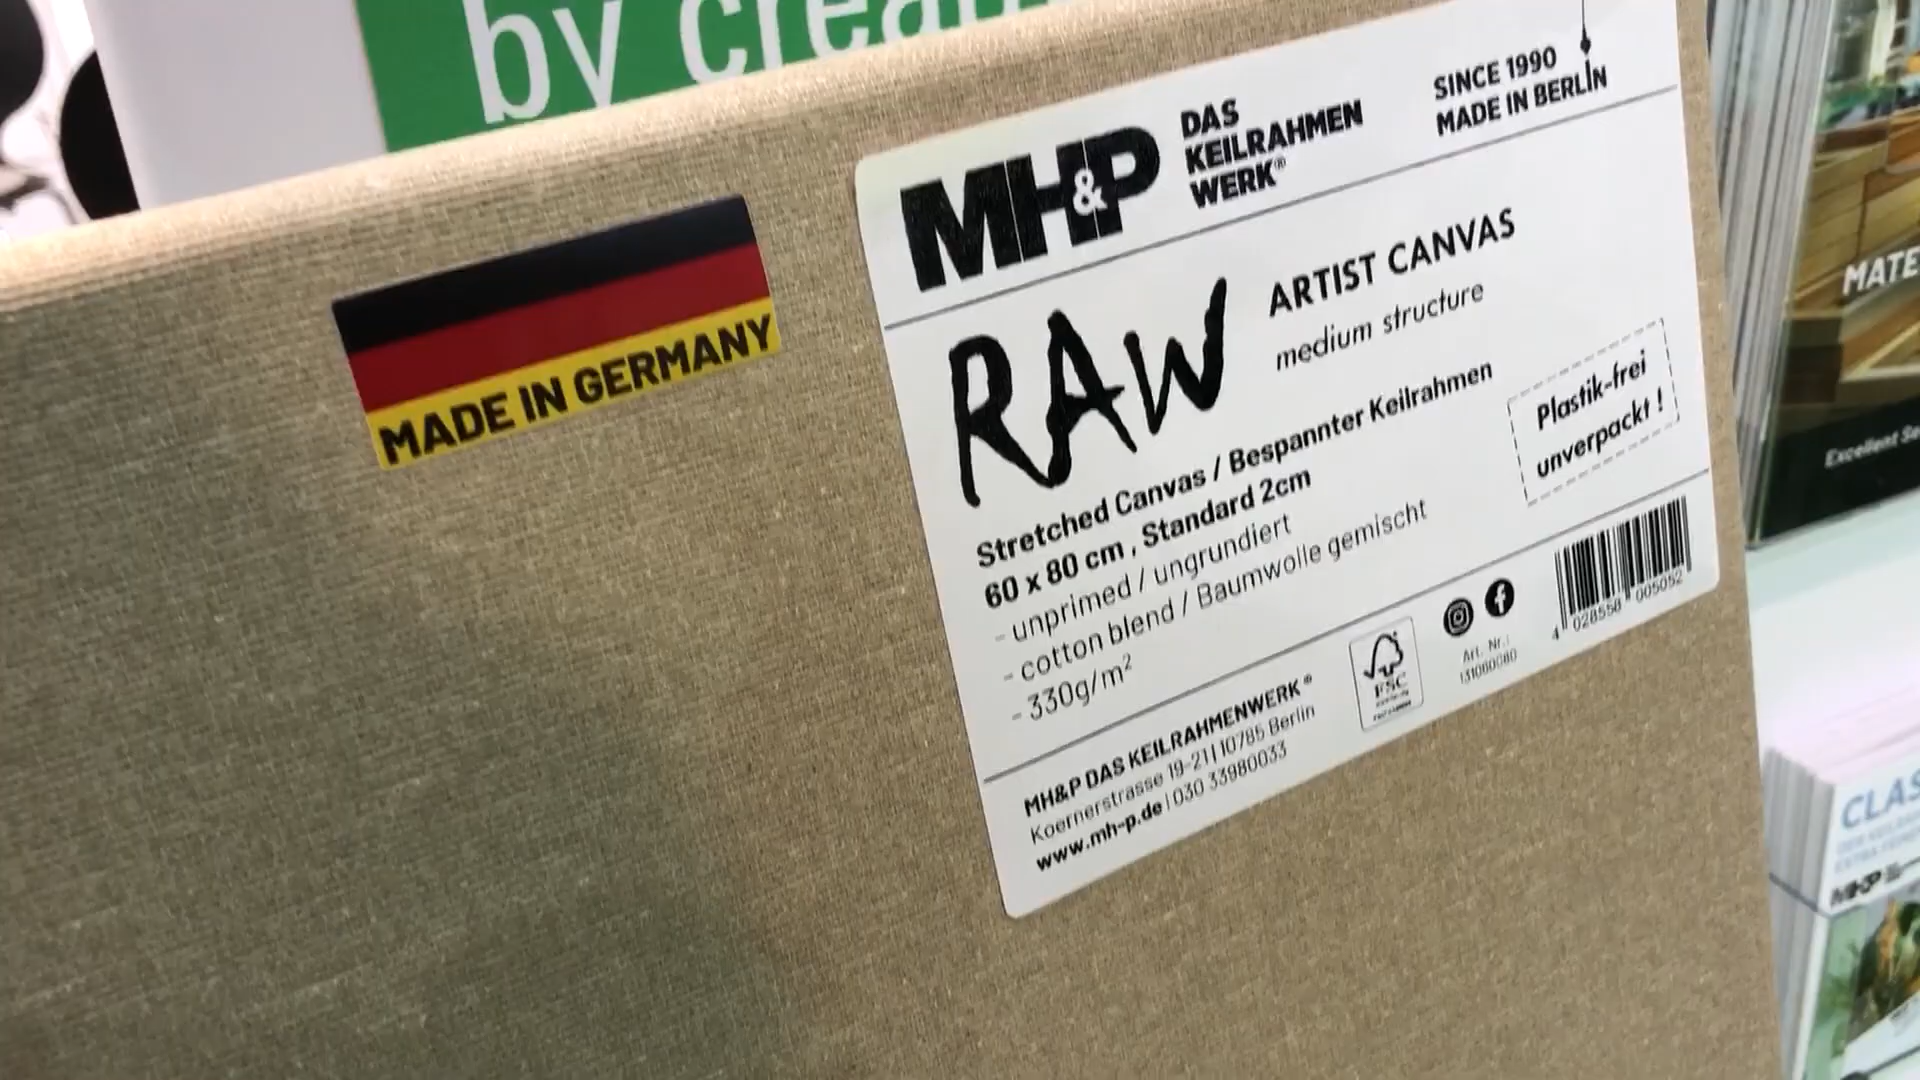 by
MADE IN GERMANY
MH&P
DAS
KEILRAHMEN
WERK®
SINCE 1990
MADE IN BERLIN
RAW
ARTIST CANVAS
medium structure
Stretched Canvas / Bespannter Keilrahmen
60 x 80 cm , Standard 2cm
- unprimed / ungrundiert
- cotton blend / Baumwolle gemischt
- 330g/m²
Plastik-frei
unverpackt !
MH&P DAS KEILRAHMENWERK®
Koernerstrasse 19-21 | 10785 Berlin
www.mh-p.de | 030 33980033
FSC
Art. Nr.:
131060080
4 028558 005052
MATE
Excellent
CLAS
MH&P